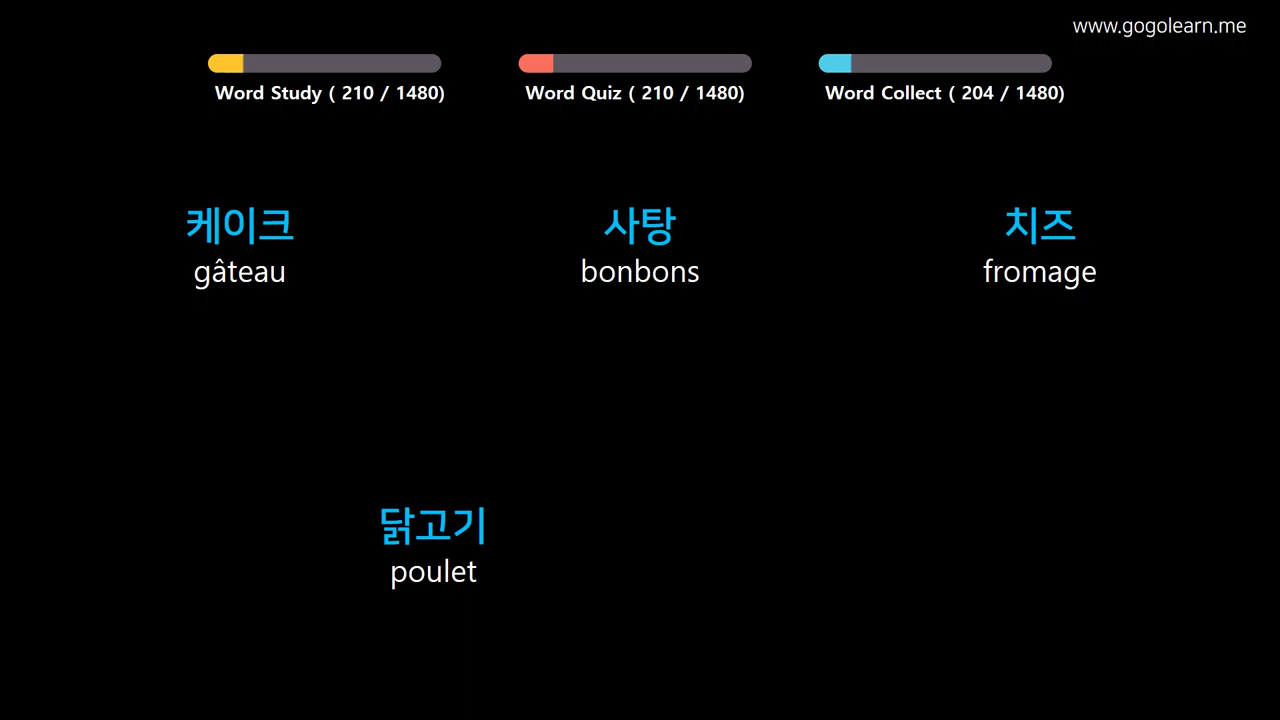 www.gogolearn.me
Word Study ( 210 / 1480)
Word Quiz ( 210 / 1480)
Word Collect ( 204 / 1480)
케이크
gâteau
사탕
bonbons
치즈
fromage
닭고기
poulet